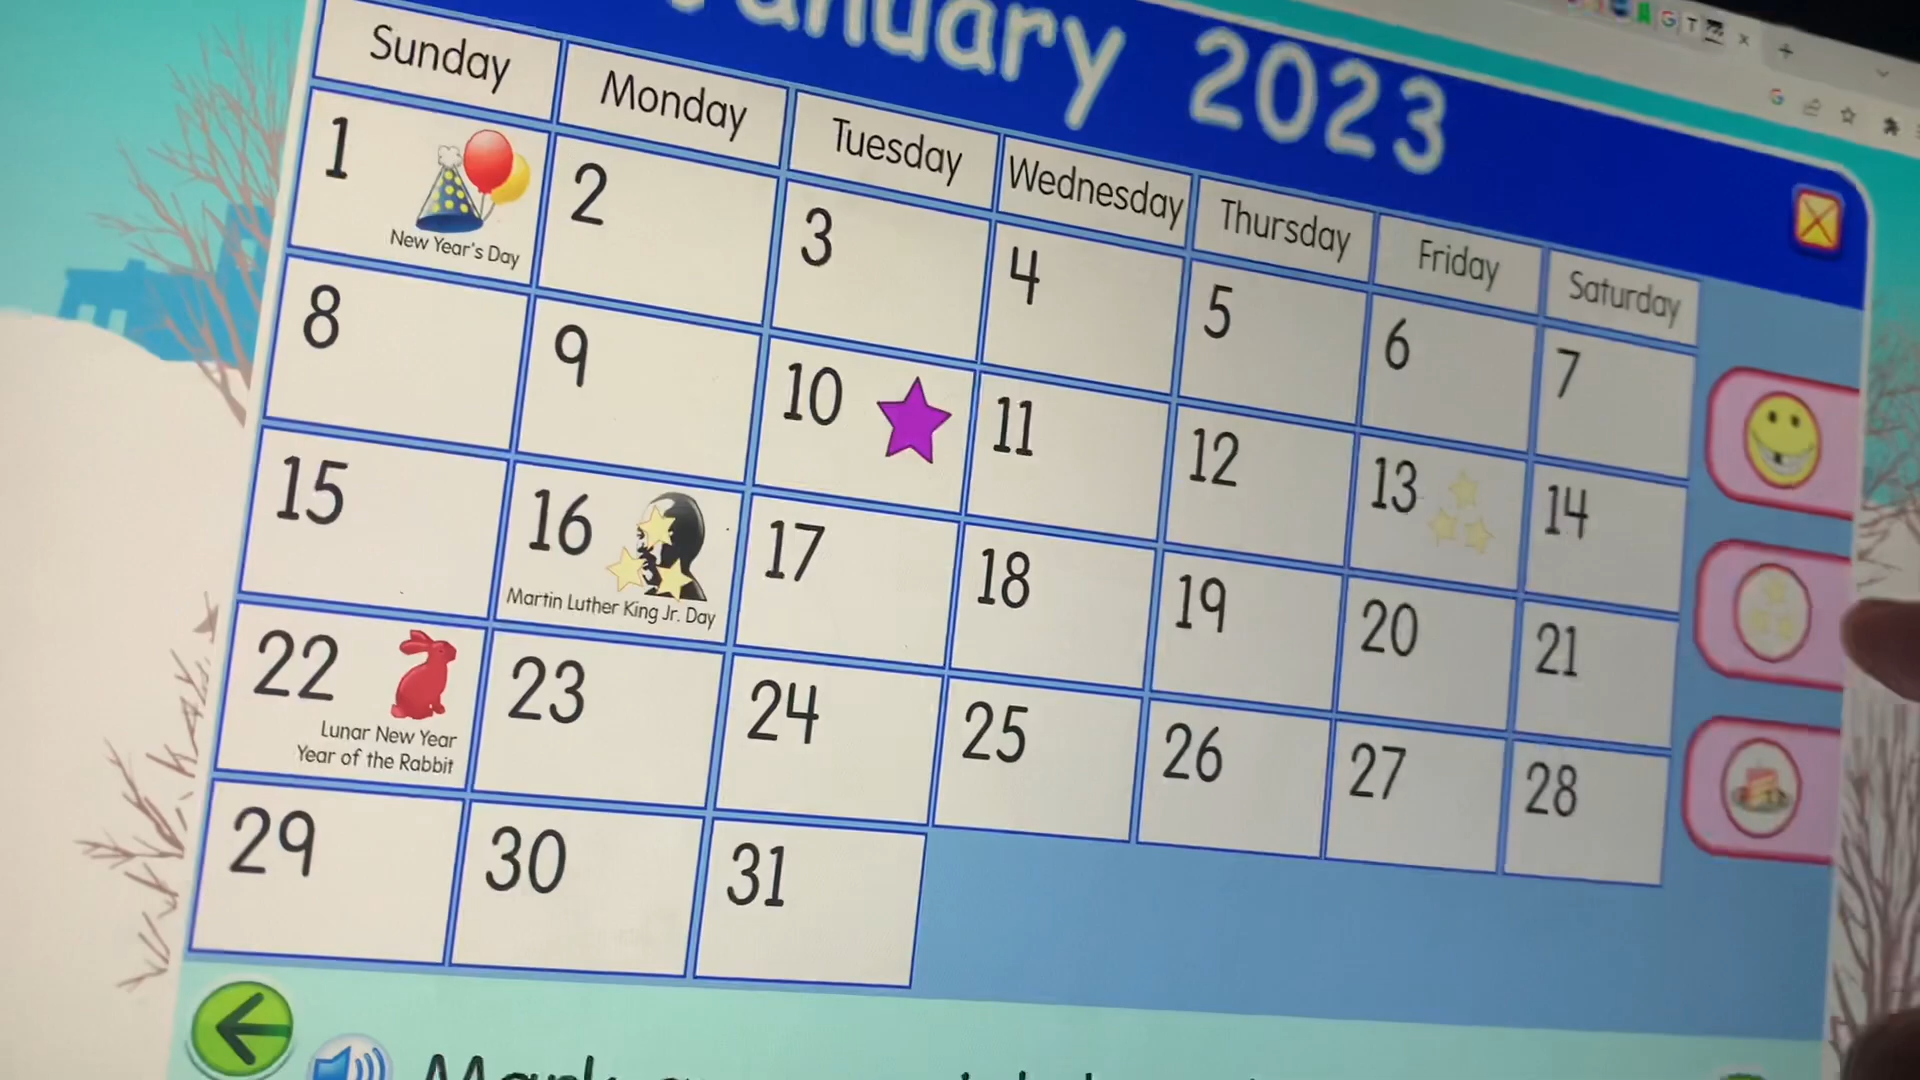 January 2023
Sunday Monday Tuesday Wednesday Thursday Friday Saturday
1 2 3 4 5 6 7
New Year's Day
8 9 10 11 12 13 14
15 16 17 18 19 20 21
Martin Luther King Jr. Day
22 23 24 25 26 27 28
Lunar New Year
Year of the Rabbit
29 30 31